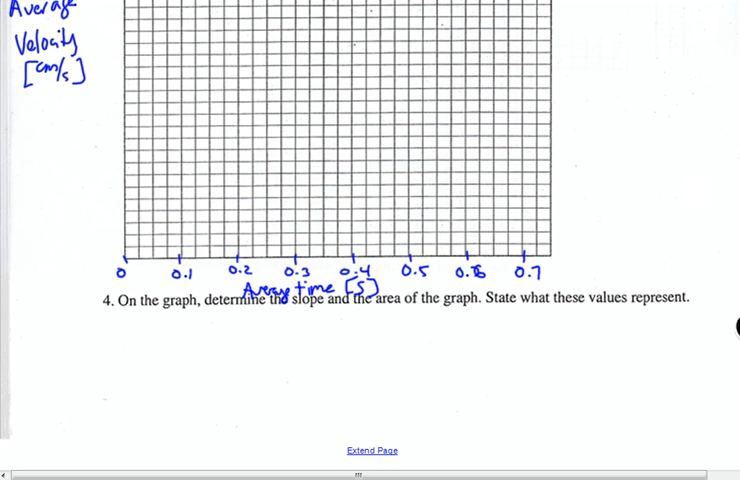 Average
Velocity
[cm/s]
0 0.1 0.2 0.3 0.4 0.5 0.6 0.7
Average time [s]
4. On the graph, determine the slope and the area of the graph. State what these values represent.
Extend Page